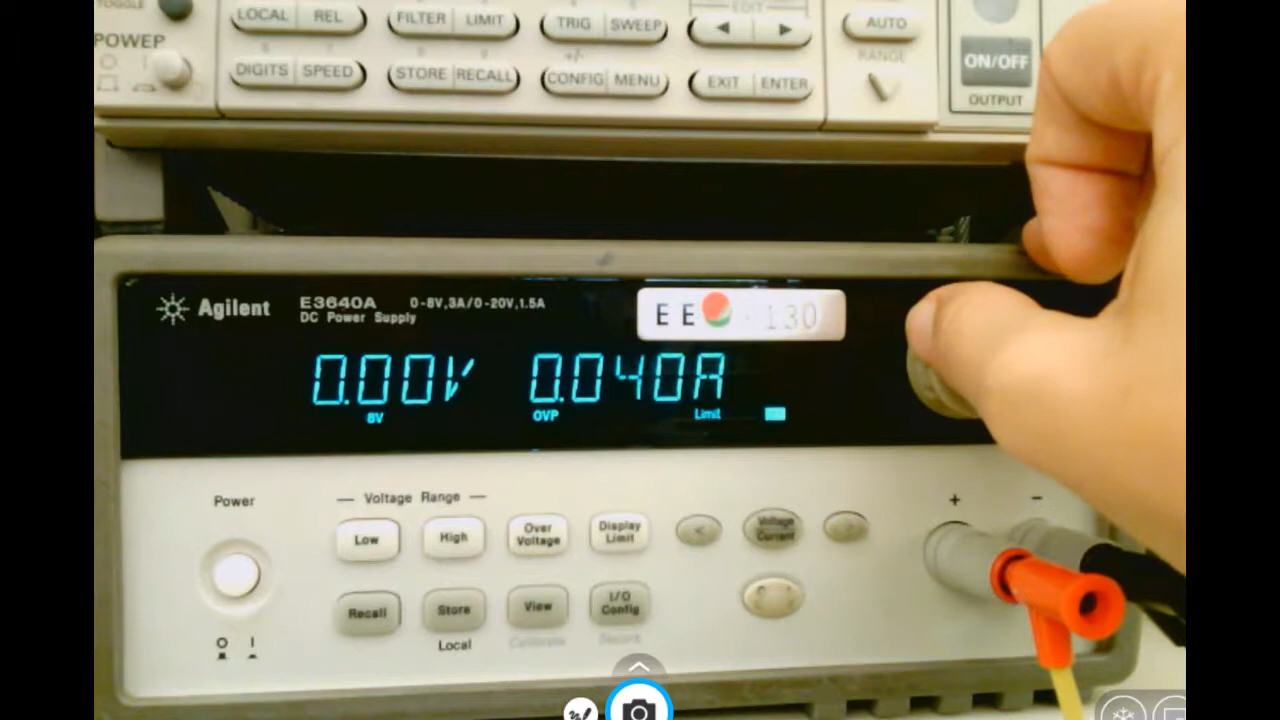 TOGGLE
POWER
LOCAL REL
FILTER LIMIT
TRIG SWEEP
EDIT
AUTO
RANGE
ON/OFF
OUTPUT
DIGITS SPEED
STORE RECALL
+/-
CONFIG MENU
EXIT ENTER
Agilent
E3640A 0-8V,3A/0-20V,1.5A
DC Power Supply
EE 130
0.00V 0.040A
8V OVP Limit
Power
Voltage Range
+ -
Low
High
Over Voltage
Display Limit
<
Voltage Current
>
Recall
Store
View
I/O Config
Local
Calibrate
Secure
O I